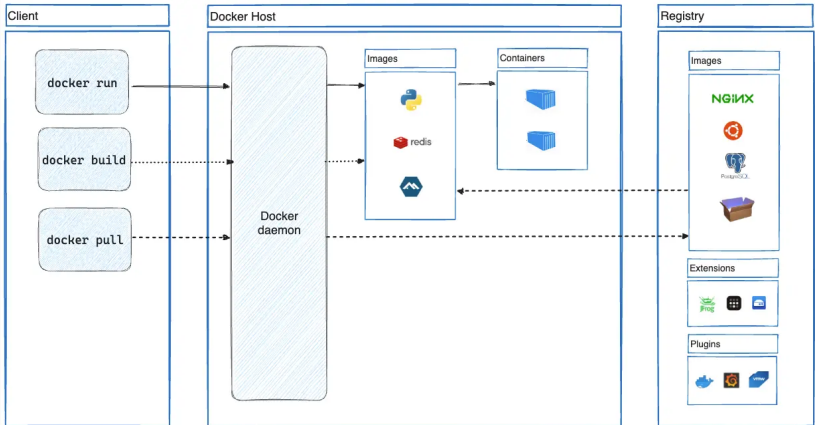 Client
docker run
docker build
docker pull
Docker Host
Docker
daemon
Images
redis
Containers
Registry
Images
NGINX
PostgreSQL
Extensions
jFrog
Plugins